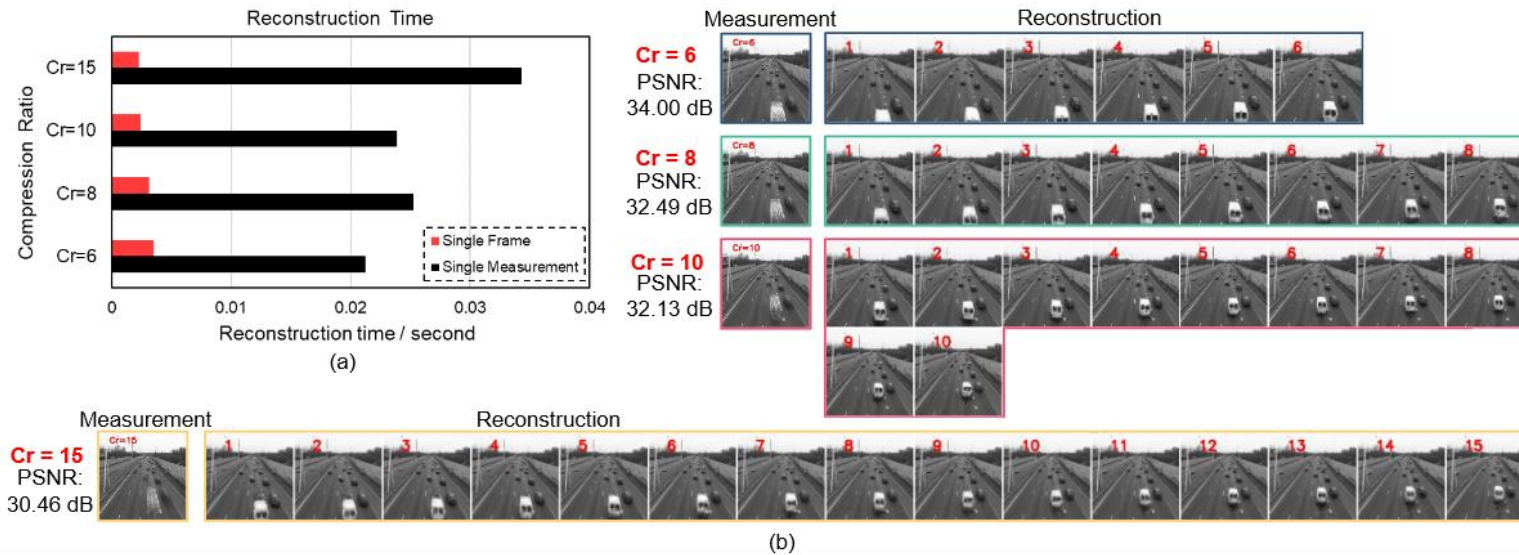 Reconstruction Time
Compression Ratio
Cr=15
Cr=10
Cr=8
Cr=6
Single Frame
Single Measurement
0 0.01 0.02 0.03 0.04
Reconstruction time / second
(a)
Measurement Reconstruction
Cr = 6
PSNR:
34.00 dB
Cr=6
1 2 3 4 5 6
Cr = 8
PSNR:
32.49 dB
Cr=8
1 2 3 4 5 6 7 8
Cr = 10
PSNR:
32.13 dB
Cr=10
1 2 3 4 5 6 7 8
9 10
Measurement Reconstruction
Cr = 15
PSNR:
30.46 dB
Cr=15
1 2 3 4 5 6 7 8 9 10 11 12 13 14 15
(b)